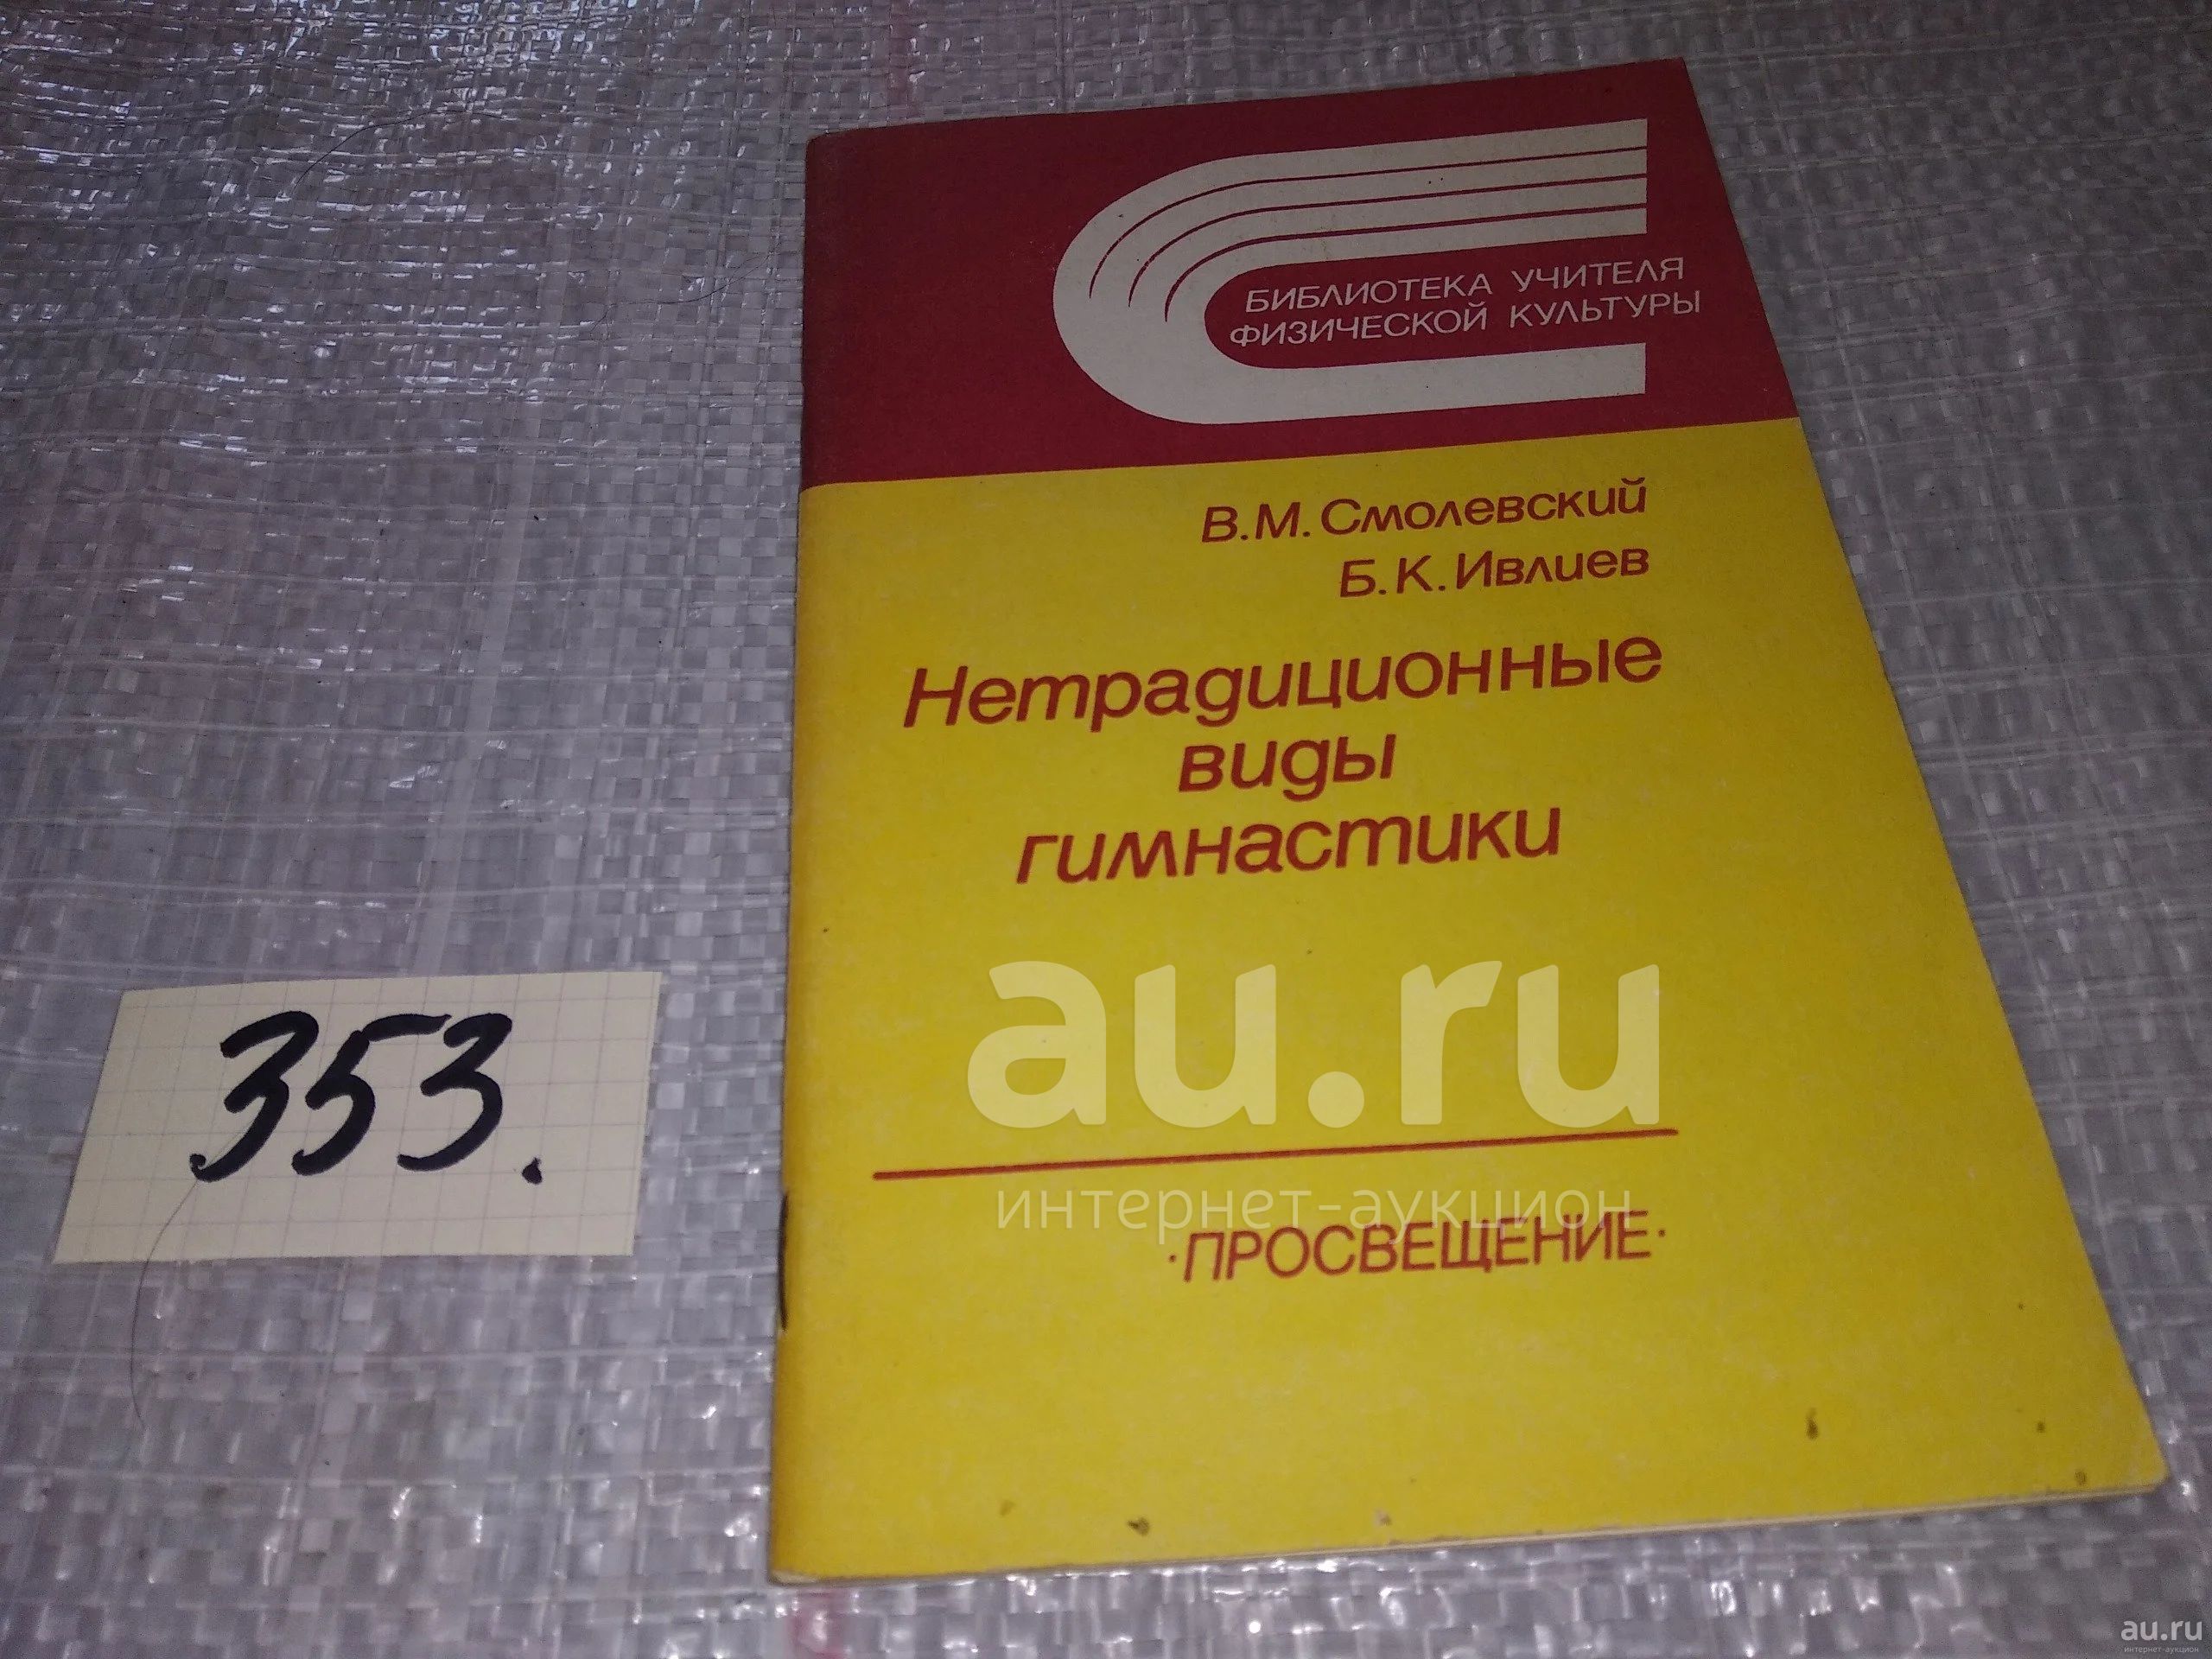 БИБЛИОТЕКА УЧИТЕЛЯ
ФИЗИЧЕСКОЙ КУЛЬТУРЫ
В.М.Смолевский
Б.К.Ивлиев
Нетрадиционные
виды
гимнастики
au.ru
интернет-аукцион
·ПРОСВЕЩЕНИЕ·
353.
au.ru
интернет-аукцион